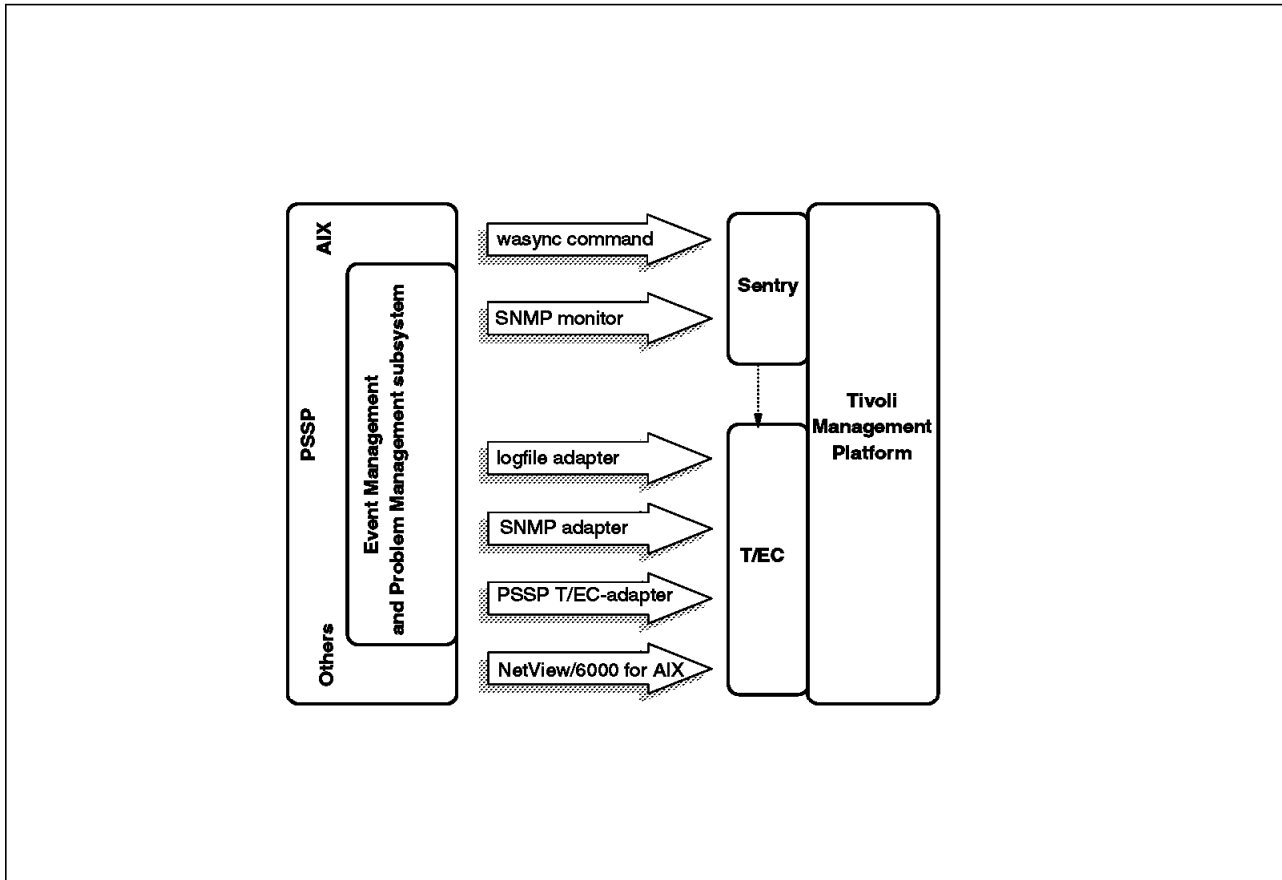 AIX
PSSP
Others
Event Management
and Problem Management subsystem
wasync command
SNMP monitor
logfile adapter
SNMP adapter
PSSP T/EC-adapter
NetView/6000 for AIX
Sentry
T/EC
Tivoli
Management
Platform